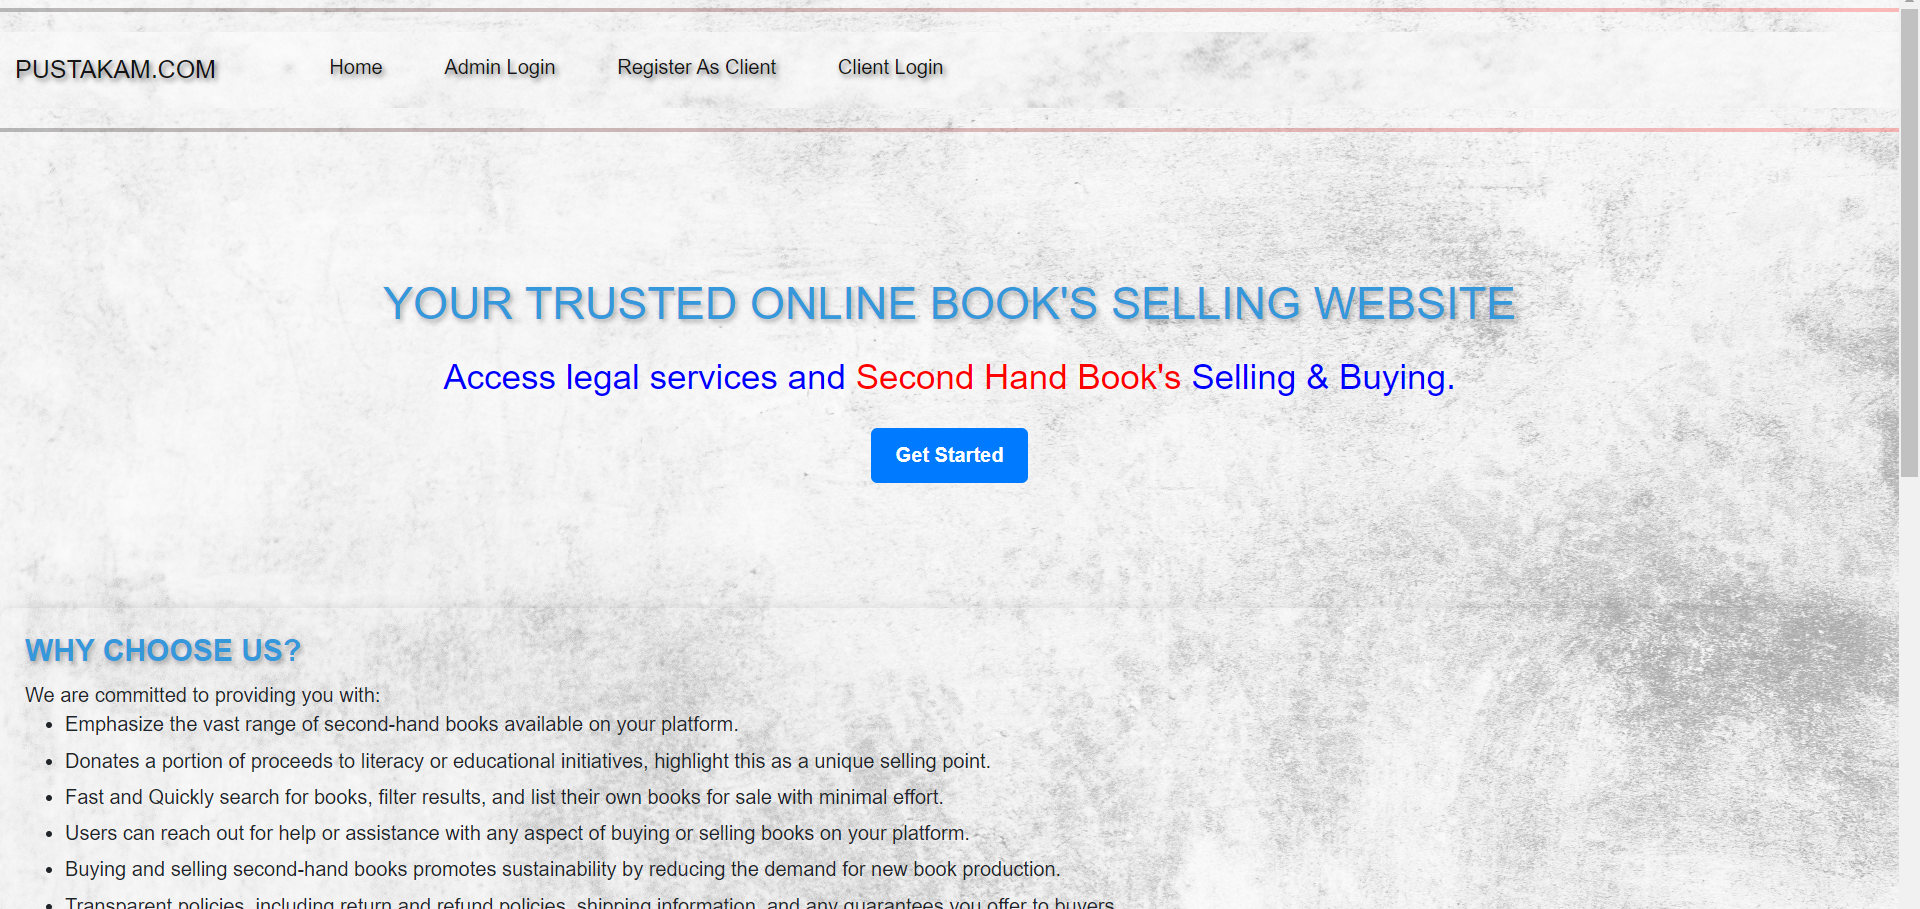 PUSTAKAM.COM Home Admin Login Register As Client Client Login
YOUR TRUSTED ONLINE BOOK'S SELLING WEBSITE
Access legal services and Second Hand Book's Selling & Buying.
Get Started
WHY CHOOSE US?
We are committed to providing you with:
• Emphasize the vast range of second-hand books available on your platform.
• Donates a portion of proceeds to literacy or educational initiatives, highlight this as a unique selling point.
• Fast and Quickly search for books, filter results, and list their own books for sale with minimal effort.
• Users can reach out for help or assistance with any aspect of buying or selling books on your platform.
• Buying and selling second-hand books promotes sustainability by reducing the demand for new book production.
• Transparent policies, including return and refund policies, shipping information, and any guarantees you offer to buyers